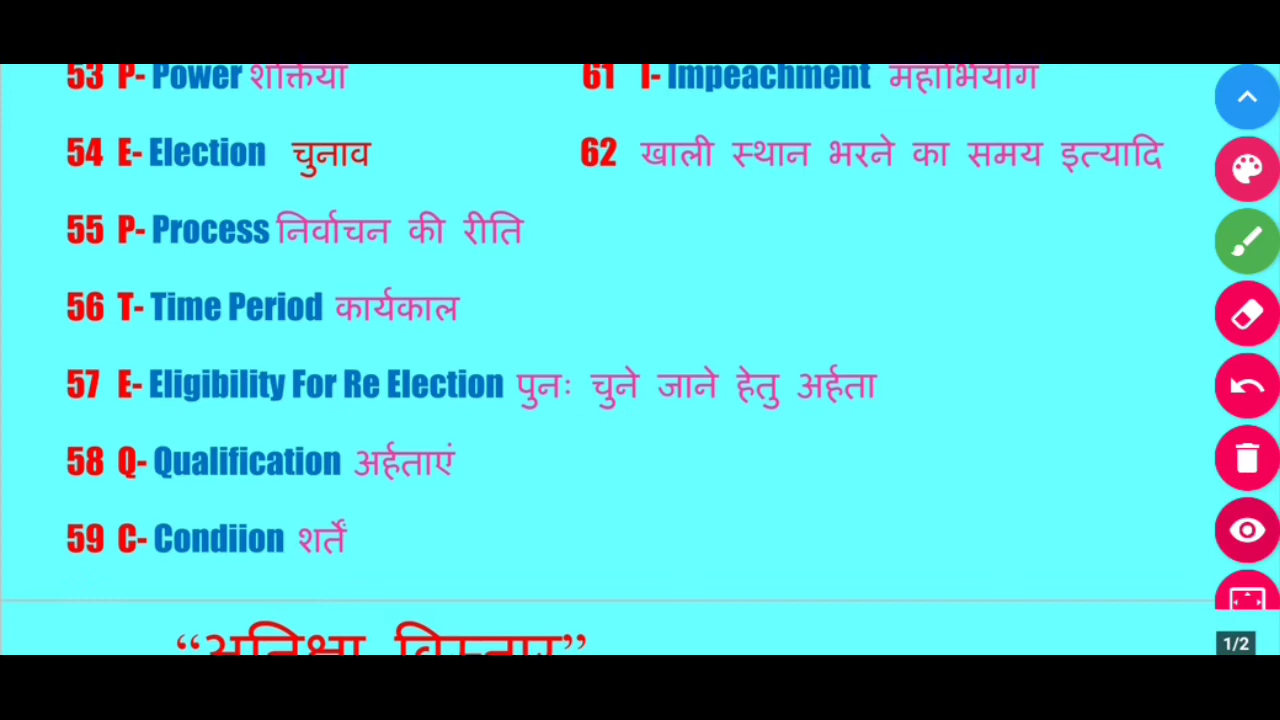 53 P- Power शक्तियां 61 I- Impeachment महाभियोग
54 E- Election चुनाव 62 खाली स्थान भरने का समय इत्यादि
55 P- Process निर्वाचन की रीति
56 T- Time Period कार्यकाल
57 E- Eligibility For Re Election पुनः चुने जाने हेतु अर्हता
58 Q- Qualification अर्हताएं
59 C- Condiion शर्तें
1/2